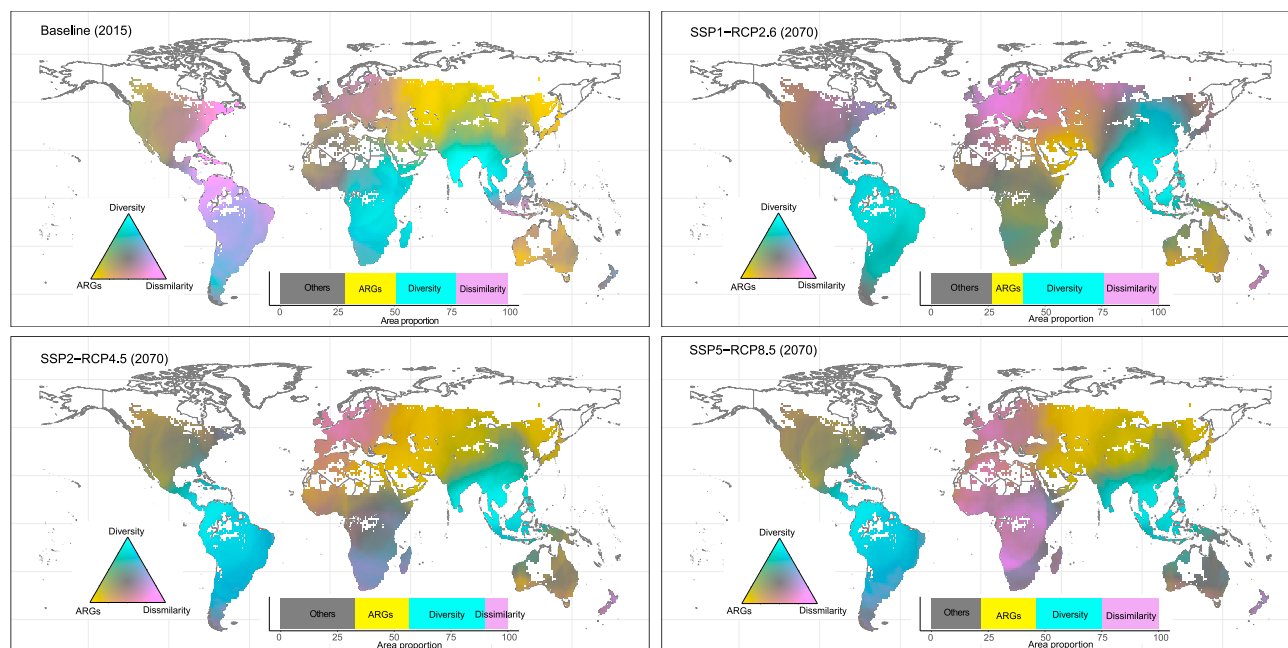 Baseline (2015)
Diversity
ARGs Dissimilarity
Others ARGs Diversity Dissimilarity
0 25 50 75 100
Area proportion
SSP1−RCP2.6 (2070)
Diversity
ARGs Dissimilarity
Others ARGs Diversity Dissimilarity
0 25 50 75 100
Area proportion
SSP2−RCP4.5 (2070)
Diversity
ARGs Dissmilarity
Others ARGs Diversity Dissimilarity
0 25 50 75 100
Area proportion
SSP5−RCP8.5 (2070)
Diversity
ARGs Dissimilarity
Others ARGs Diversity Dissimilarity
0 25 50 75 100
Area proportion